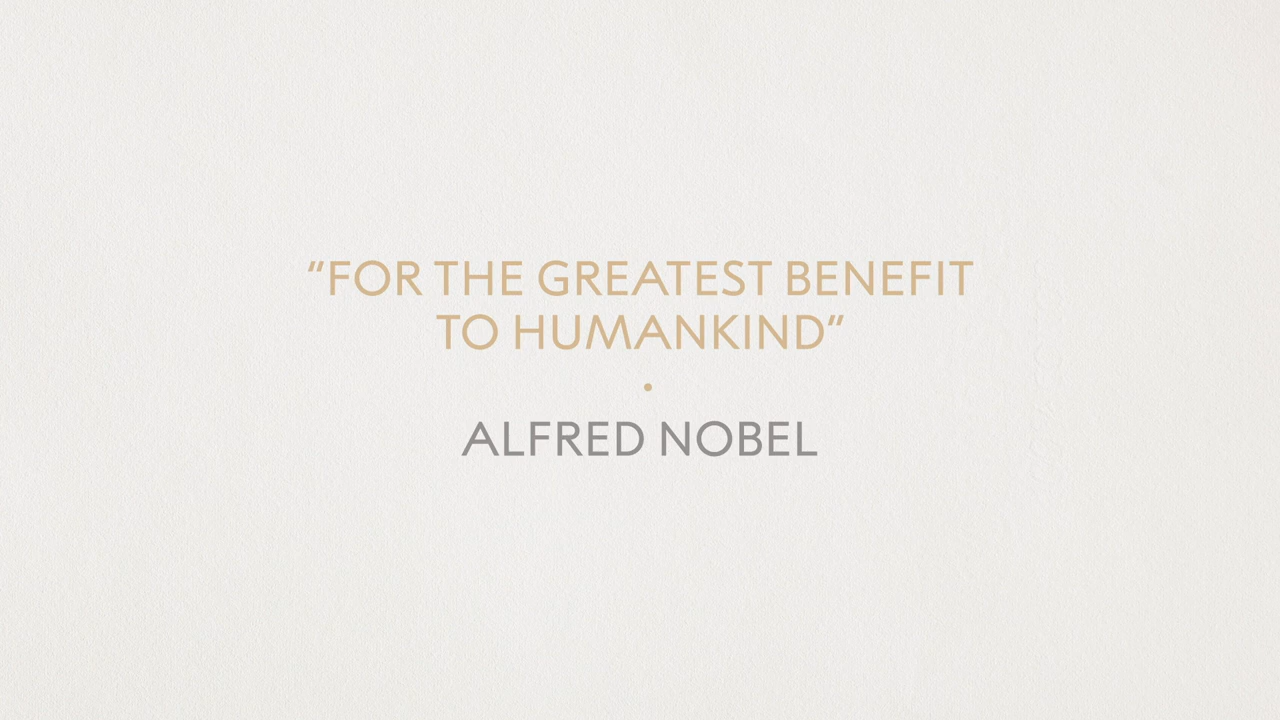 “FOR THE GREATEST BENEFIT
TO HUMANKIND”
•
ALFRED NOBEL